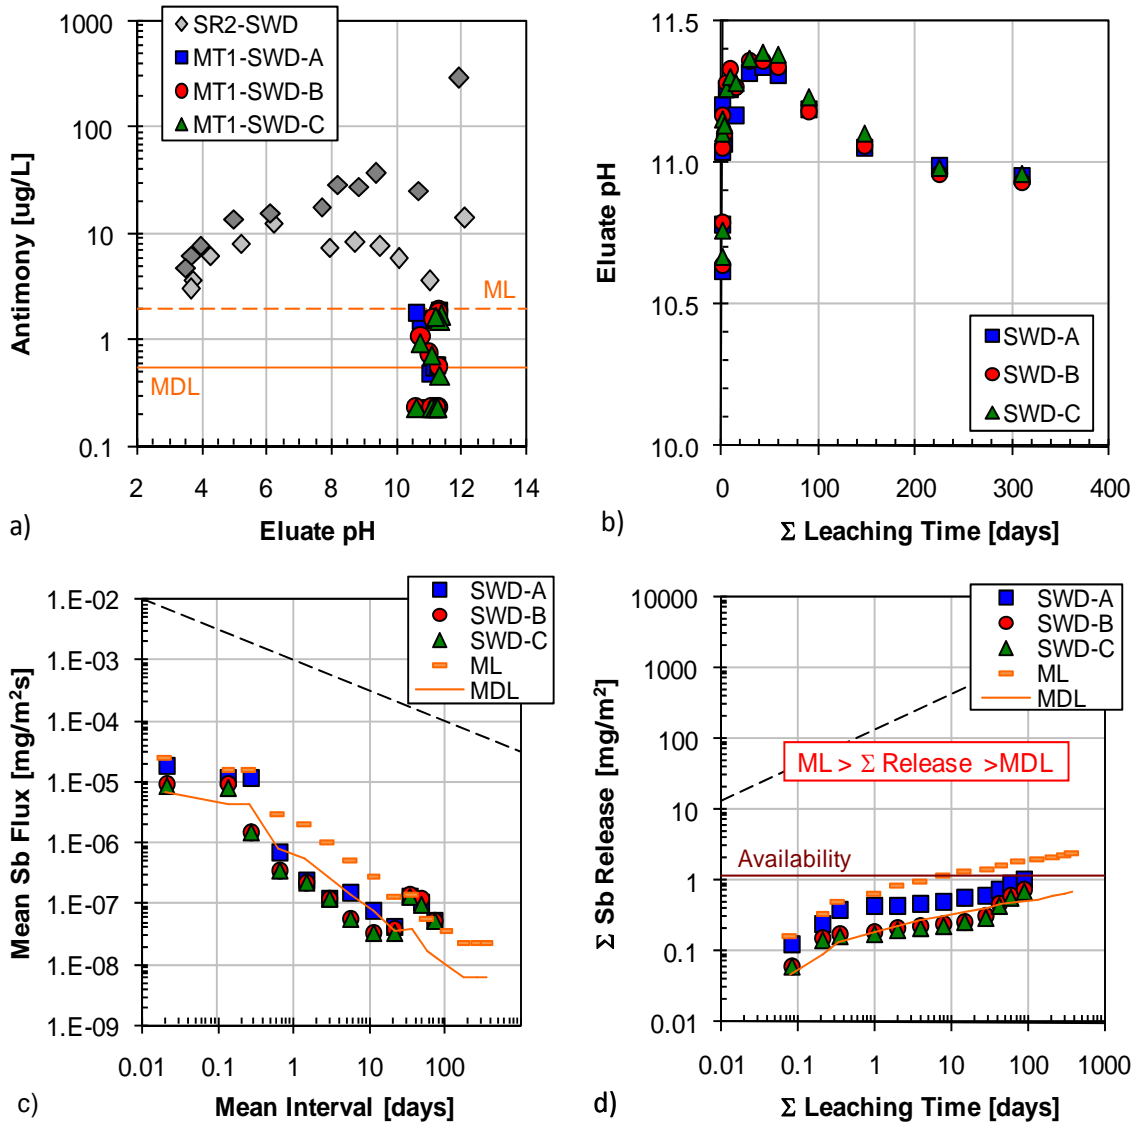 1000
100
10
1
0.1
Antimony [ug/L]
SR2-SWD
MT1-SWD-A
MT1-SWD-B
MT1-SWD-C
ML
MDL
2 4 6 8 10 12 14
Eluate pH
a)
11.5
11.0
10.5
10.0
Eluate pH
SWD-A
SWD-B
SWD-C
0 100 200 300 400
Σ Leaching Time [days]
b)
1.E-02
1.E-03
1.E-04
1.E-05
1.E-06
1.E-07
1.E-08
1.E-09
Mean Sb Flux [mg/m²s]
SWD-A
SWD-B
SWD-C
ML
MDL
0.01 0.1 1 10 100
Mean Interval [days]
c)
10000
1000
100
10
1
0.1
0.01
Σ Sb Release [mg/m²]
SWD-A
SWD-B
SWD-C
ML
MDL
ML > Σ Release >MDL
Availability
0.01 0.1 1 10 100 1000
Σ Leaching Time [days]
d)